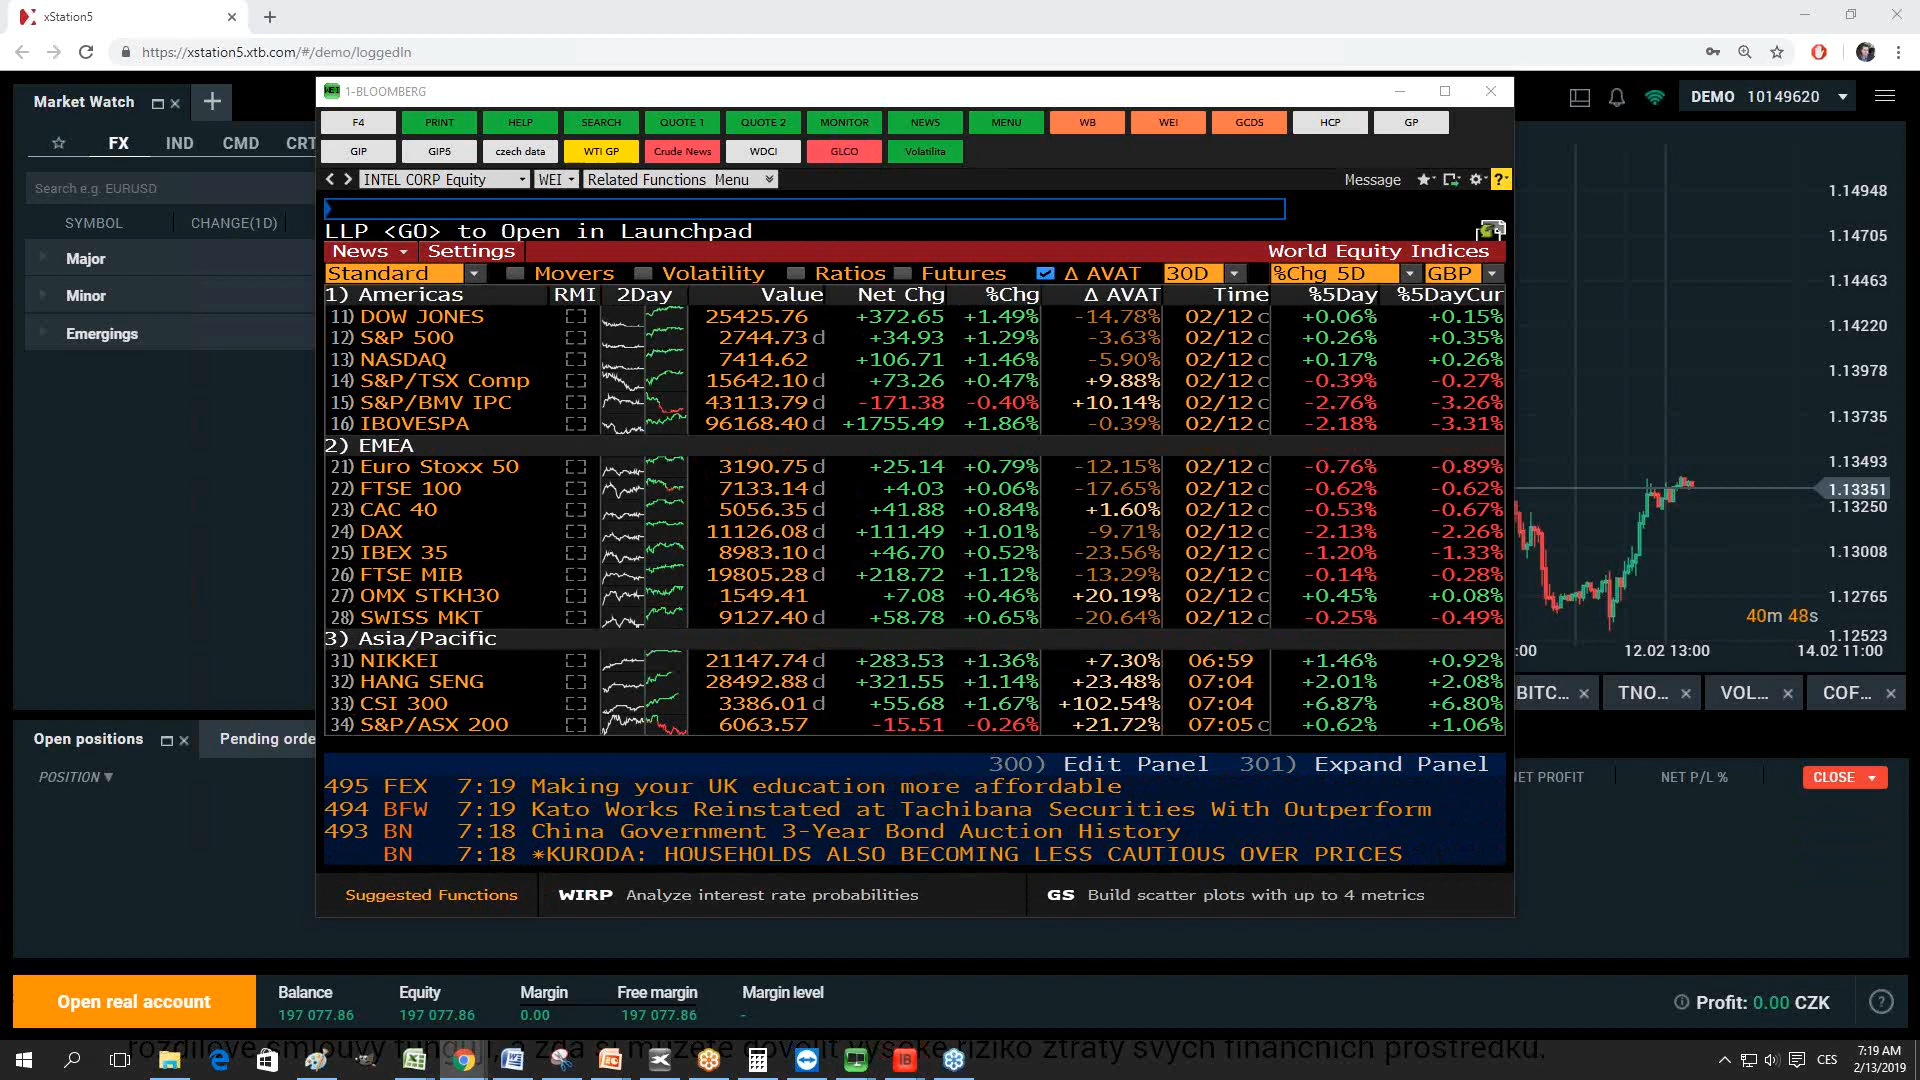 xStation5
https://xstation5.xtb.com/#/demo/loggedIn
Market Watch
DEMO 10149620
FX IND CMD CRT
Search e.g. EURUSD
SYMBOL CHANGE(1D)
Major
Minor
Emergings
1-BLOOMBERG
F4 PRINT HELP SEARCH QUOTE 1 QUOTE 2 MONITOR NEWS MENU WB WEI GCDS HCP GP
GIP GIP5 czech data WTI GP Crude News WDCI GLCO Volatilita
INTEL CORP Equity WEI Related Functions Menu Message
LLP <GO> to Open in Launchpad
News Settings World Equity Indices
Standard Movers Volatility Ratios Futures Δ AVAT 30D %Chg 5D GBP
1) Americas RMI 2Day Value Net Chg %Chg Δ AVAT Time %5Day %5DayCur
11) DOW JONES 25425.76 +372.65 +1.49% -14.78% 02/12 c +0.06% +0.15%
12) S&P 500 2744.73 d +34.93 +1.29% -3.63% 02/12 c +0.26% +0.35%
13) NASDAQ 7414.62 +106.71 +1.46% -5.90% 02/12 c +0.17% +0.26%
14) S&P/TSX Comp 15642.10 d +73.26 +0.47% +9.88% 02/12 c -0.39% -0.27%
15) S&P/BMV IPC 43113.79 d -171.38 -0.40% +10.14% 02/12 c -2.76% -3.26%
16) IBOVESPA 96168.40 d +1755.49 +1.86% -0.39% 02/12 c -2.18% -3.31%
2) EMEA
21) Euro Stoxx 50 3190.75 d +25.14 +0.79% -12.15% 02/12 c -0.76% -0.89%
22) FTSE 100 7133.14 d +4.03 +0.06% -17.65% 02/12 c -0.62% -0.62%
23) CAC 40 5056.35 d +41.88 +0.84% +1.60% 02/12 c -0.53% -0.67%
24) DAX 11126.08 d +111.49 +1.01% -9.71% 02/12 c -2.13% -2.26%
25) IBEX 35 8983.10 d +46.70 +0.52% -23.56% 02/12 c -1.20% -1.33%
26) FTSE MIB 19805.28 d +218.72 +1.12% -13.29% 02/12 c -0.14% -0.28%
27) OMX STKH30 1549.41 +7.08 +0.46% +20.19% 02/12 c +0.45% +0.08%
28) SWISS MKT 9127.40 d +58.78 +0.65% -20.64% 02/12 c -0.25% -0.49%
3) Asia/Pacific
31) NIKKEI 21147.74 d +283.53 +1.36% +7.30% 06:59 +1.46% +0.92%
32) HANG SENG 28492.88 d +321.55 +1.14% +23.48% 07:04 +2.01% +2.08%
33) CSI 300 3386.01 d +55.68 +1.67% +102.54% 07:04 +6.87% +6.80%
34) S&P/ASX 200 6063.57 -15.51 -0.26% +21.72% 07:05 c +0.62% +1.06%
300) Edit Panel 301) Expand Panel
495 FEX 7:19 Making your UK education more affordable
494 BFW 7:19 Kato Works Reinstated at Tachibana Securities With Outperform
493 BN 7:18 China Government 3-Year Bond Auction History
BN 7:18 *KURODA: HOUSEHOLDS ALSO BECOMING LESS CAUTIOUS OVER PRICES
Suggested Functions WIRP Analyze interest rate probabilities GS Build scatter plots with up to 4 metrics
1.14948
1.14705
1.14463
1.14220
1.13978
1.13735
1.13493
1.13351
1.13250
1.13008
1.12765
40m 48s
1.12523
:00 12.02 13:00 14.02 11:00
BITC... TNO... VOL... COF...
Open positions Pending orde
POSITION NET PROFIT NET P/L % CLOSE
Open real account
Balance Equity Margin Free margin Margin level
197 077.86 197 077.86 0.00 197 077.86 -
Profit: 0.00 CZK
rozdílové smlouvy fungují, a zda si můžete dovolit vysoké riziko ztráty svých finančních prostředků.
CES
7:19 AM
2/13/2019